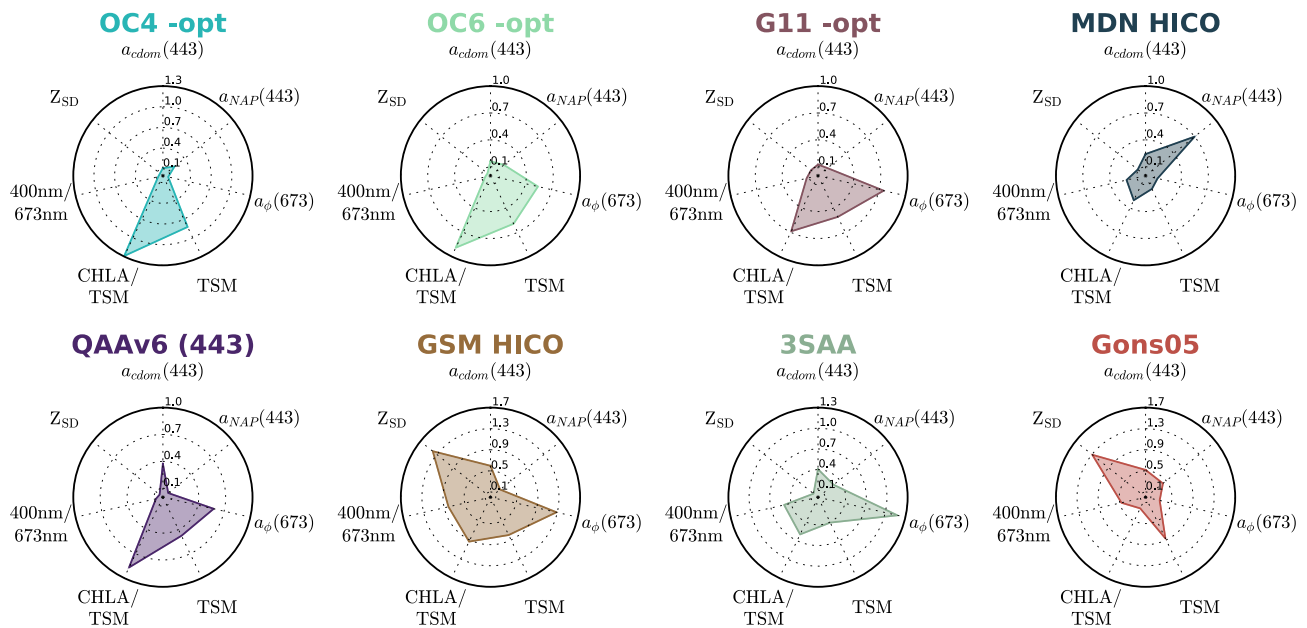 OC4 -opt
a_cdom(443)
1.3
1.0
0.7
0.4
0.1
Z_SD
a_NAP(443)
400nm/
673nm
a_ϕ(673)
CHLA/
TSM
TSM
OC6 -opt
a_cdom(443)
1.0
0.7
0.4
0.1
Z_SD
a_NAP(443)
400nm/
673nm
a_ϕ(673)
CHLA/
TSM
TSM
G11 -opt
a_cdom(443)
1.0
0.7
0.4
0.1
Z_SD
a_NAP(443)
400nm/
673nm
a_ϕ(673)
CHLA/
TSM
TSM
MDN HICO
a_cdom(443)
1.0
0.7
0.4
0.1
Z_SD
a_NAP(443)
400nm/
673nm
a_ϕ(673)
CHLA/
TSM
TSM
QAAv6 (443)
a_cdom(443)
1.0
0.7
0.4
0.1
Z_SD
a_NAP(443)
400nm/
673nm
a_ϕ(673)
CHLA/
TSM
TSM
GSM HICO
a_cdom(443)
1.7
1.3
0.9
0.5
0.1
Z_SD
a_NAP(443)
400nm/
673nm
a_ϕ(673)
CHLA/
TSM
TSM
3SAA
a_cdom(443)
1.3
1.0
0.7
0.4
0.1
Z_SD
a_NAP(443)
400nm/
673nm
a_ϕ(673)
CHLA/
TSM
TSM
Gons05
a_cdom(443)
1.7
1.3
0.9
0.5
0.1
Z_SD
a_NAP(443)
400nm/
673nm
a_ϕ(673)
CHLA/
TSM
TSM